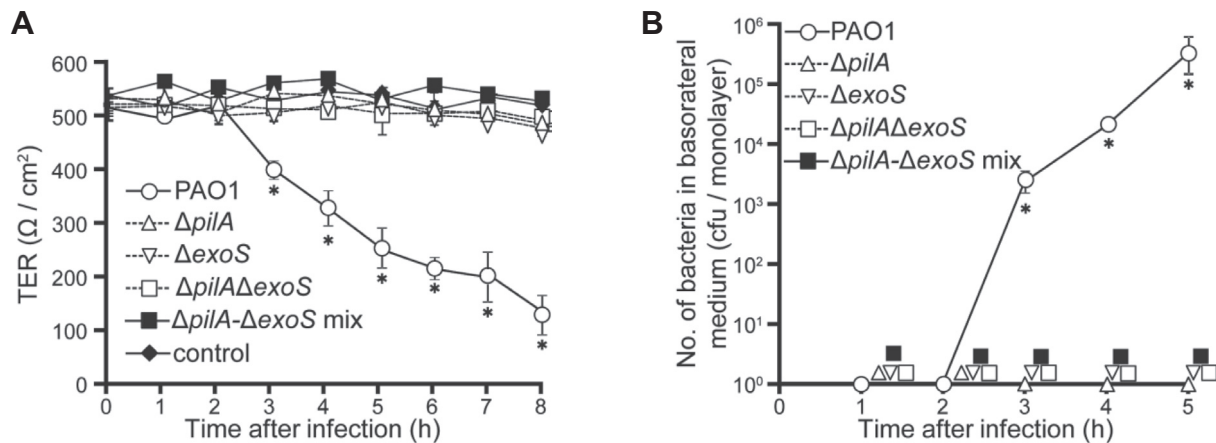 A
TER (Ω / cm²)
600
500
400
300
200
100
0
PAO1
ΔpilA
ΔexoS
ΔpilAΔexoS
ΔpilA-ΔexoS mix
control
* * * * * *
0 1 2 3 4 5 6 7 8
Time after infection (h)
B
No. of bacteria in basorateral
medium (cfu / monolayer)
10⁶
10⁵
10⁴
10³
10²
10¹
10⁰
PAO1
ΔpilA
ΔexoS
ΔpilAΔexoS
ΔpilA-ΔexoS mix
* * *
0 1 2 3 4 5
Time after infection (h)